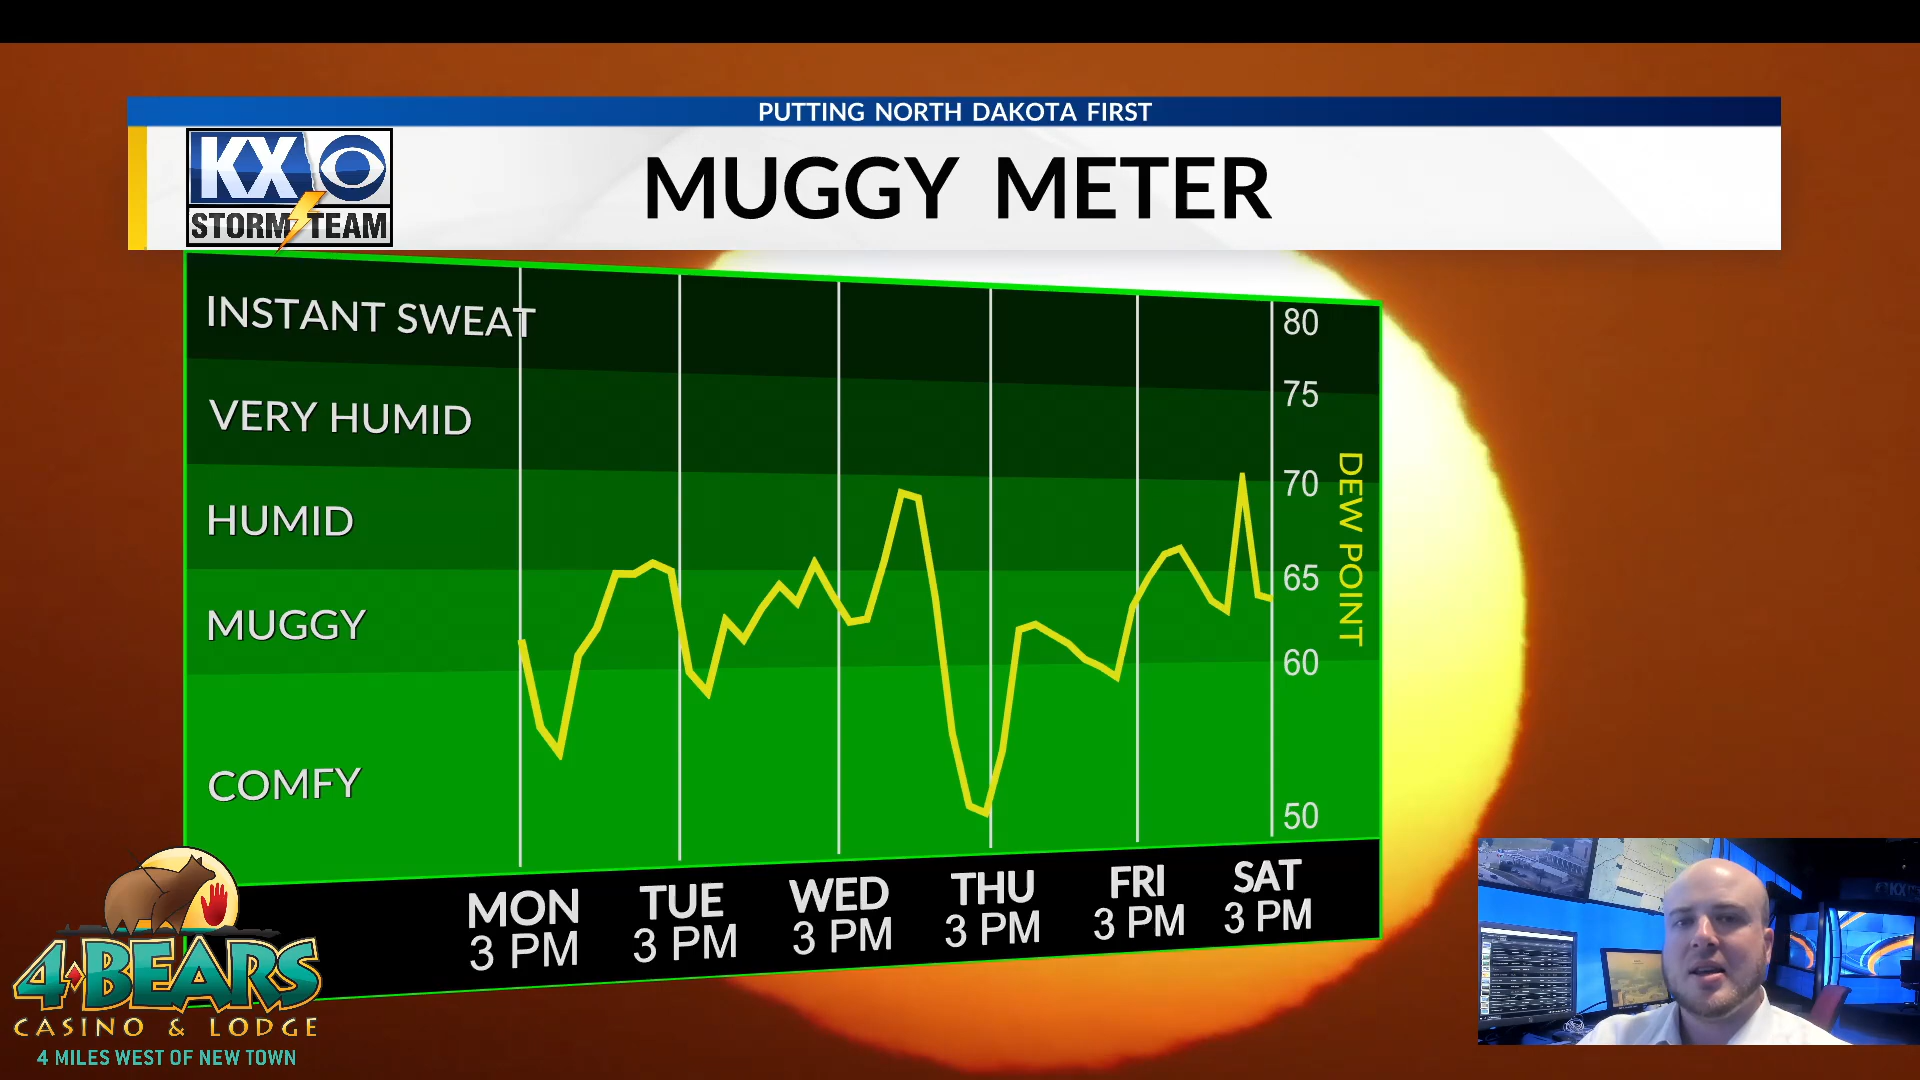 PUTTING NORTH DAKOTA FIRST
KX
STORM TEAM
MUGGY METER
INSTANT SWEAT
VERY HUMID
HUMID
MUGGY
COMFY
80
75
70
65
60
50
DEW POINT
MON
3 PM
TUE
3 PM
WED
3 PM
THU
3 PM
FRI
3 PM
SAT
3 PM
4 BEARS
CASINO & LODGE
4 MILES WEST OF NEW TOWN
KX